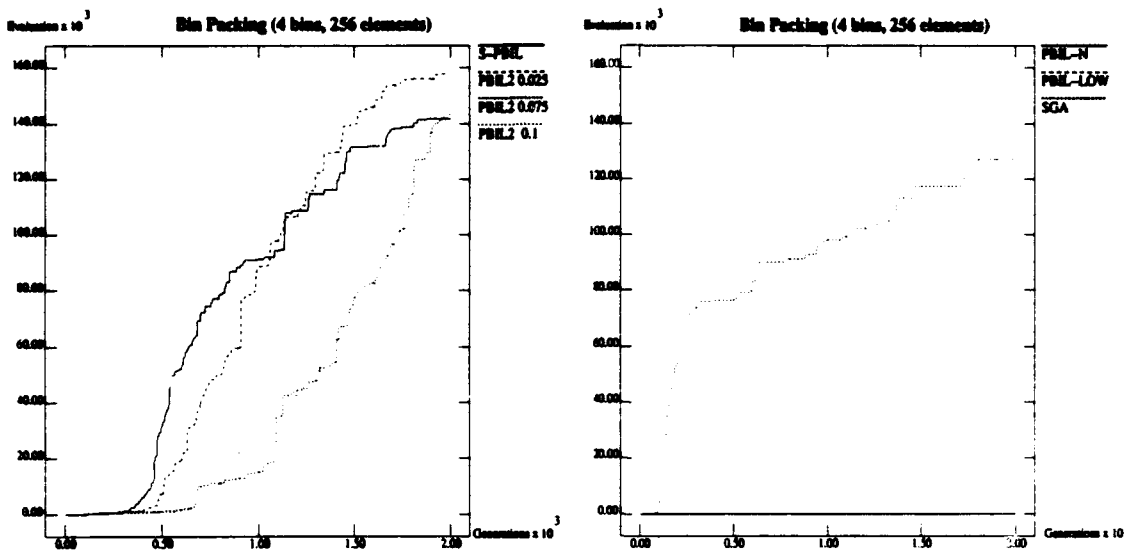 Evaluation x 10
3
Bin Packing (4 bins, 256 elements)
160.00
140.00
120.00
100.00
80.00
60.00
40.00
20.00
0.00
0.00 0.50 1.00 1.50 2.00
3
Generations x 10
S-PBIL
PBIL2 0.025
PBIL2 0.075
PBIL2 0.1
Evaluation x 10
3
Bin Packing (4 bins, 256 elements)
160.00
140.00
120.00
100.00
80.00
60.00
40.00
20.00
0.00
0.00 0.50 1.00 1.50 2.00
3
Generations x 10
PBIL-N
PBIL-LOW
SGA